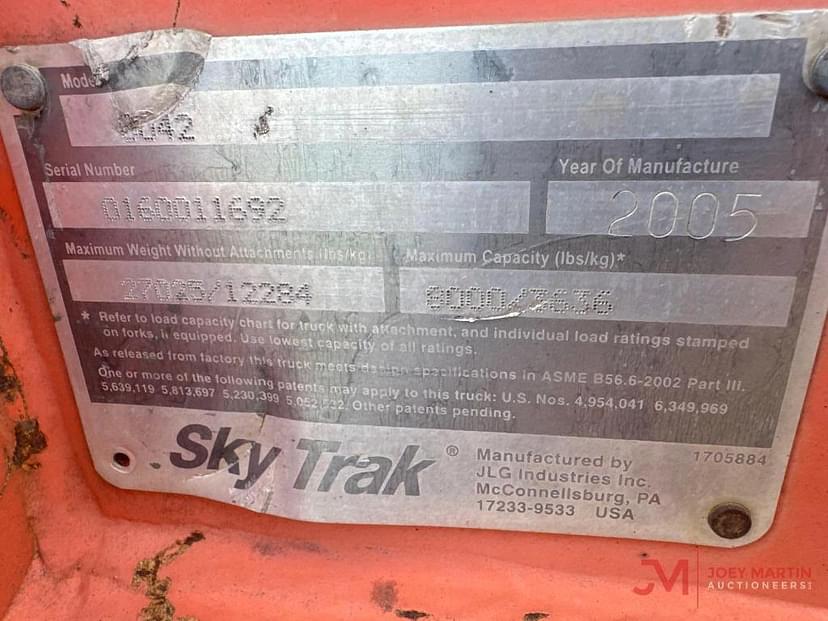 Model
8042
Serial Number
Year Of Manufacture
0160011692
2005
Maximum Weight Without Attachments (lbs/kg)
Maximum Capacity (lbs/kg)*
27025/12284
8000/3636
* Refer to load capacity chart for truck with attachment, and individual load ratings stamped
on forks, if equipped. Use lowest capacity of all ratings.
As released from factory this truck meets design specifications in ASME B56.6-2002 Part III.
One or more of the following patents may apply to this truck: U.S. Nos. 4,954,041 6,349,969
5,639,119 5,813,697 5,230,399 Other patents pending.
Sky Trak®
Manufactured by
JLG Industries Inc.
McConnellsburg, PA
17233-9533 USA
1705884
JM JOEY MARTIN
AUCTIONEERS